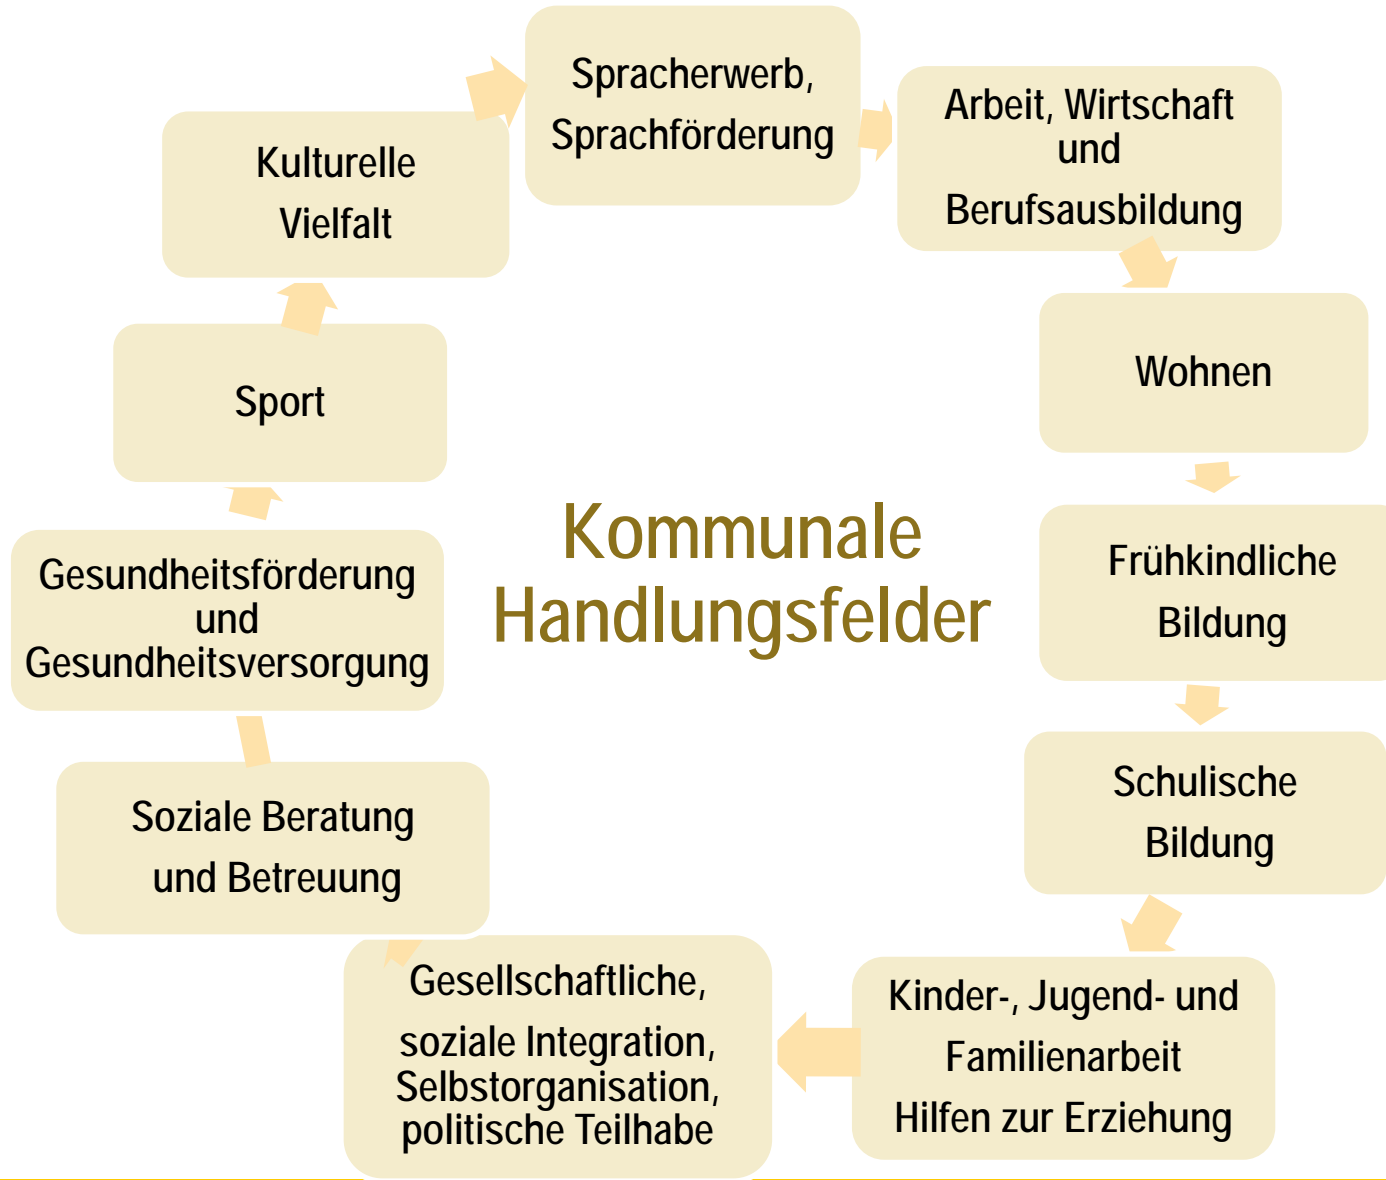 Spracherwerb,
Sprachförderung
Arbeit, Wirtschaft
und
Berufsausbildung
Wohnen
Frühkindliche
Bildung
Schulische
Bildung
Kinder-, Jugend- und
Familienarbeit
Hilfen zur Erziehung
Gesellschaftliche,
soziale Integration,
Selbstorganisation,
politische Teilhabe
Soziale Beratung
und Betreuung
Gesundheitsförderung
und
Gesundheitsversorgung
Sport
Kulturelle
Vielfalt
Kommunale
Handlungsfelder